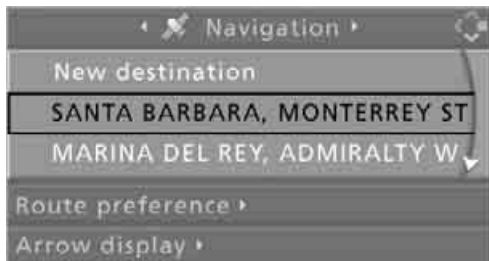 Navigation
New destination
SANTA BARBARA, MONTERREY ST
MARINA DEL REY, ADMIRALTY W
Route preference
Arrow display